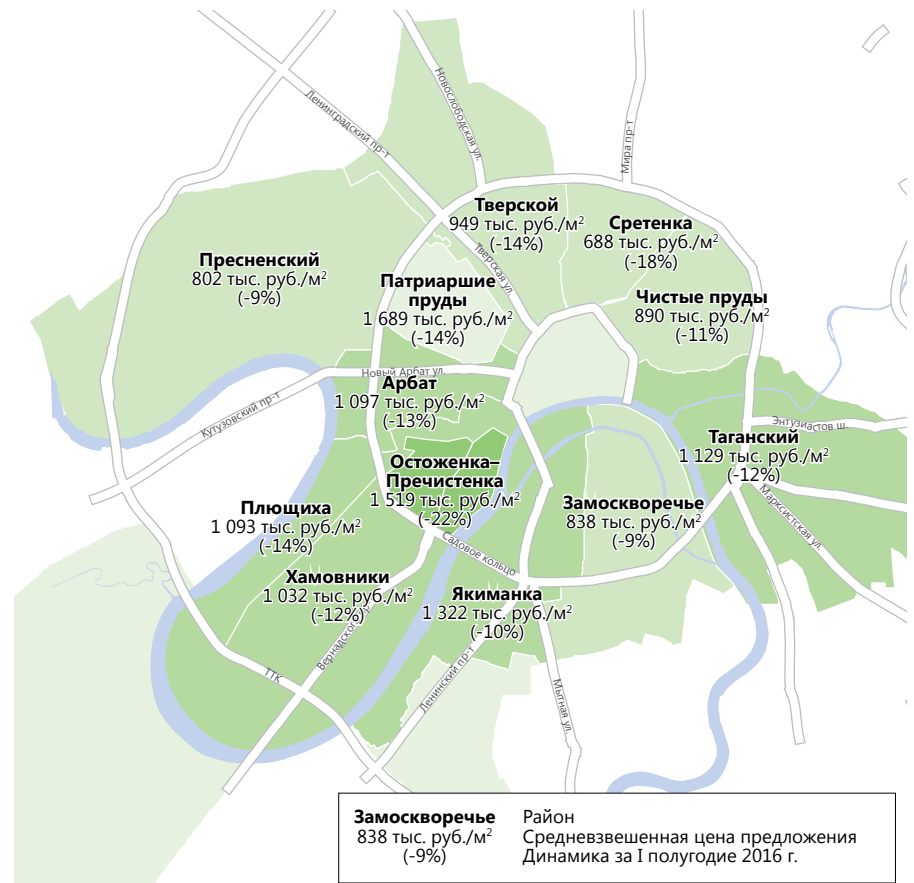 Ленинградский пр-т
Новослободская ул.
Мира пр-т
Тверской
949 тыс. руб./м²
(-14%)
Сретенка
688 тыс. руб./м²
(-18%)
Тверская ул.
Пресненский
802 тыс. руб./м²
(-9%)
Патриаршие
пруды
1 689 тыс. руб./м²
(-14%)
Чистые пруды
890 тыс. руб./м²
(-11%)
Новый Арбат ул.
Арбат
1 097 тыс. руб./м²
(-13%)
Кутузовский пр-т
Энтузиастов ш.
Таганский
1 129 тыс. руб./м²
(-12%)
Марксистская ул.
Остоженка–
Пречистенка
1 519 тыс. руб./м²
(-22%)
Замоскворечье
838 тыс. руб./м²
(-9%)
Плющиха
1 093 тыс. руб./м²
(-14%)
Садовое кольцо
Хамовники
1 032 тыс. руб./м²
(-12%)
Якиманка
1 322 тыс. руб./м²
(-10%)
Вернадского
ТТК
Ленинский пр-т
Мытная ул.
Замоскворечье Район
838 тыс. руб./м² Средневзвешенная цена предложения
(-9%) Динамика за I полугодие 2016 г.